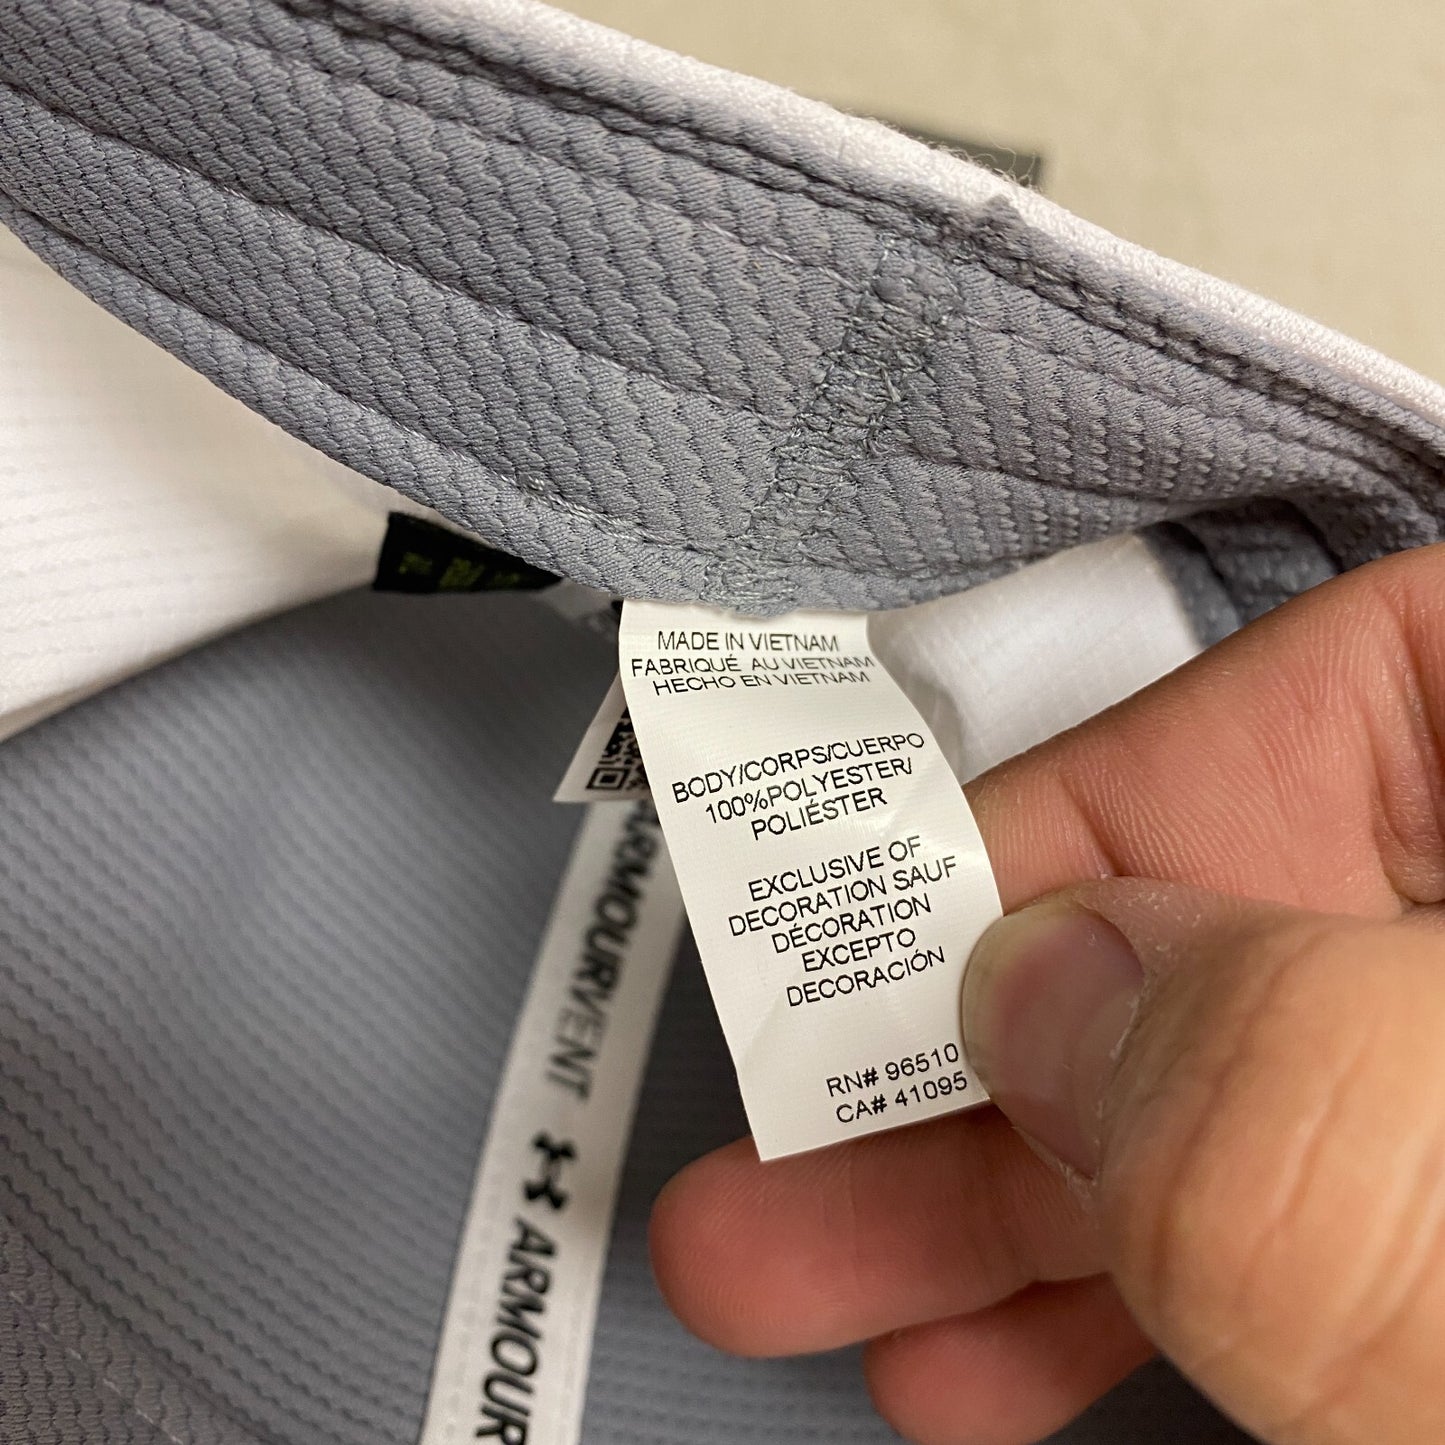 MADE IN VIETNAM
FABRIQUÉ AU VIETNAM
HECHO EN VIETNAM
BODY/CORPS/CUERPO
100%POLYESTER/
POLIÉSTER
EXCLUSIVE OF
DECORATION SAUF
DÉCORATION
EXCEPTO
DECORACIÓN
RN# 96510
CA# 41095
ARMOURVENT
ARMOUR